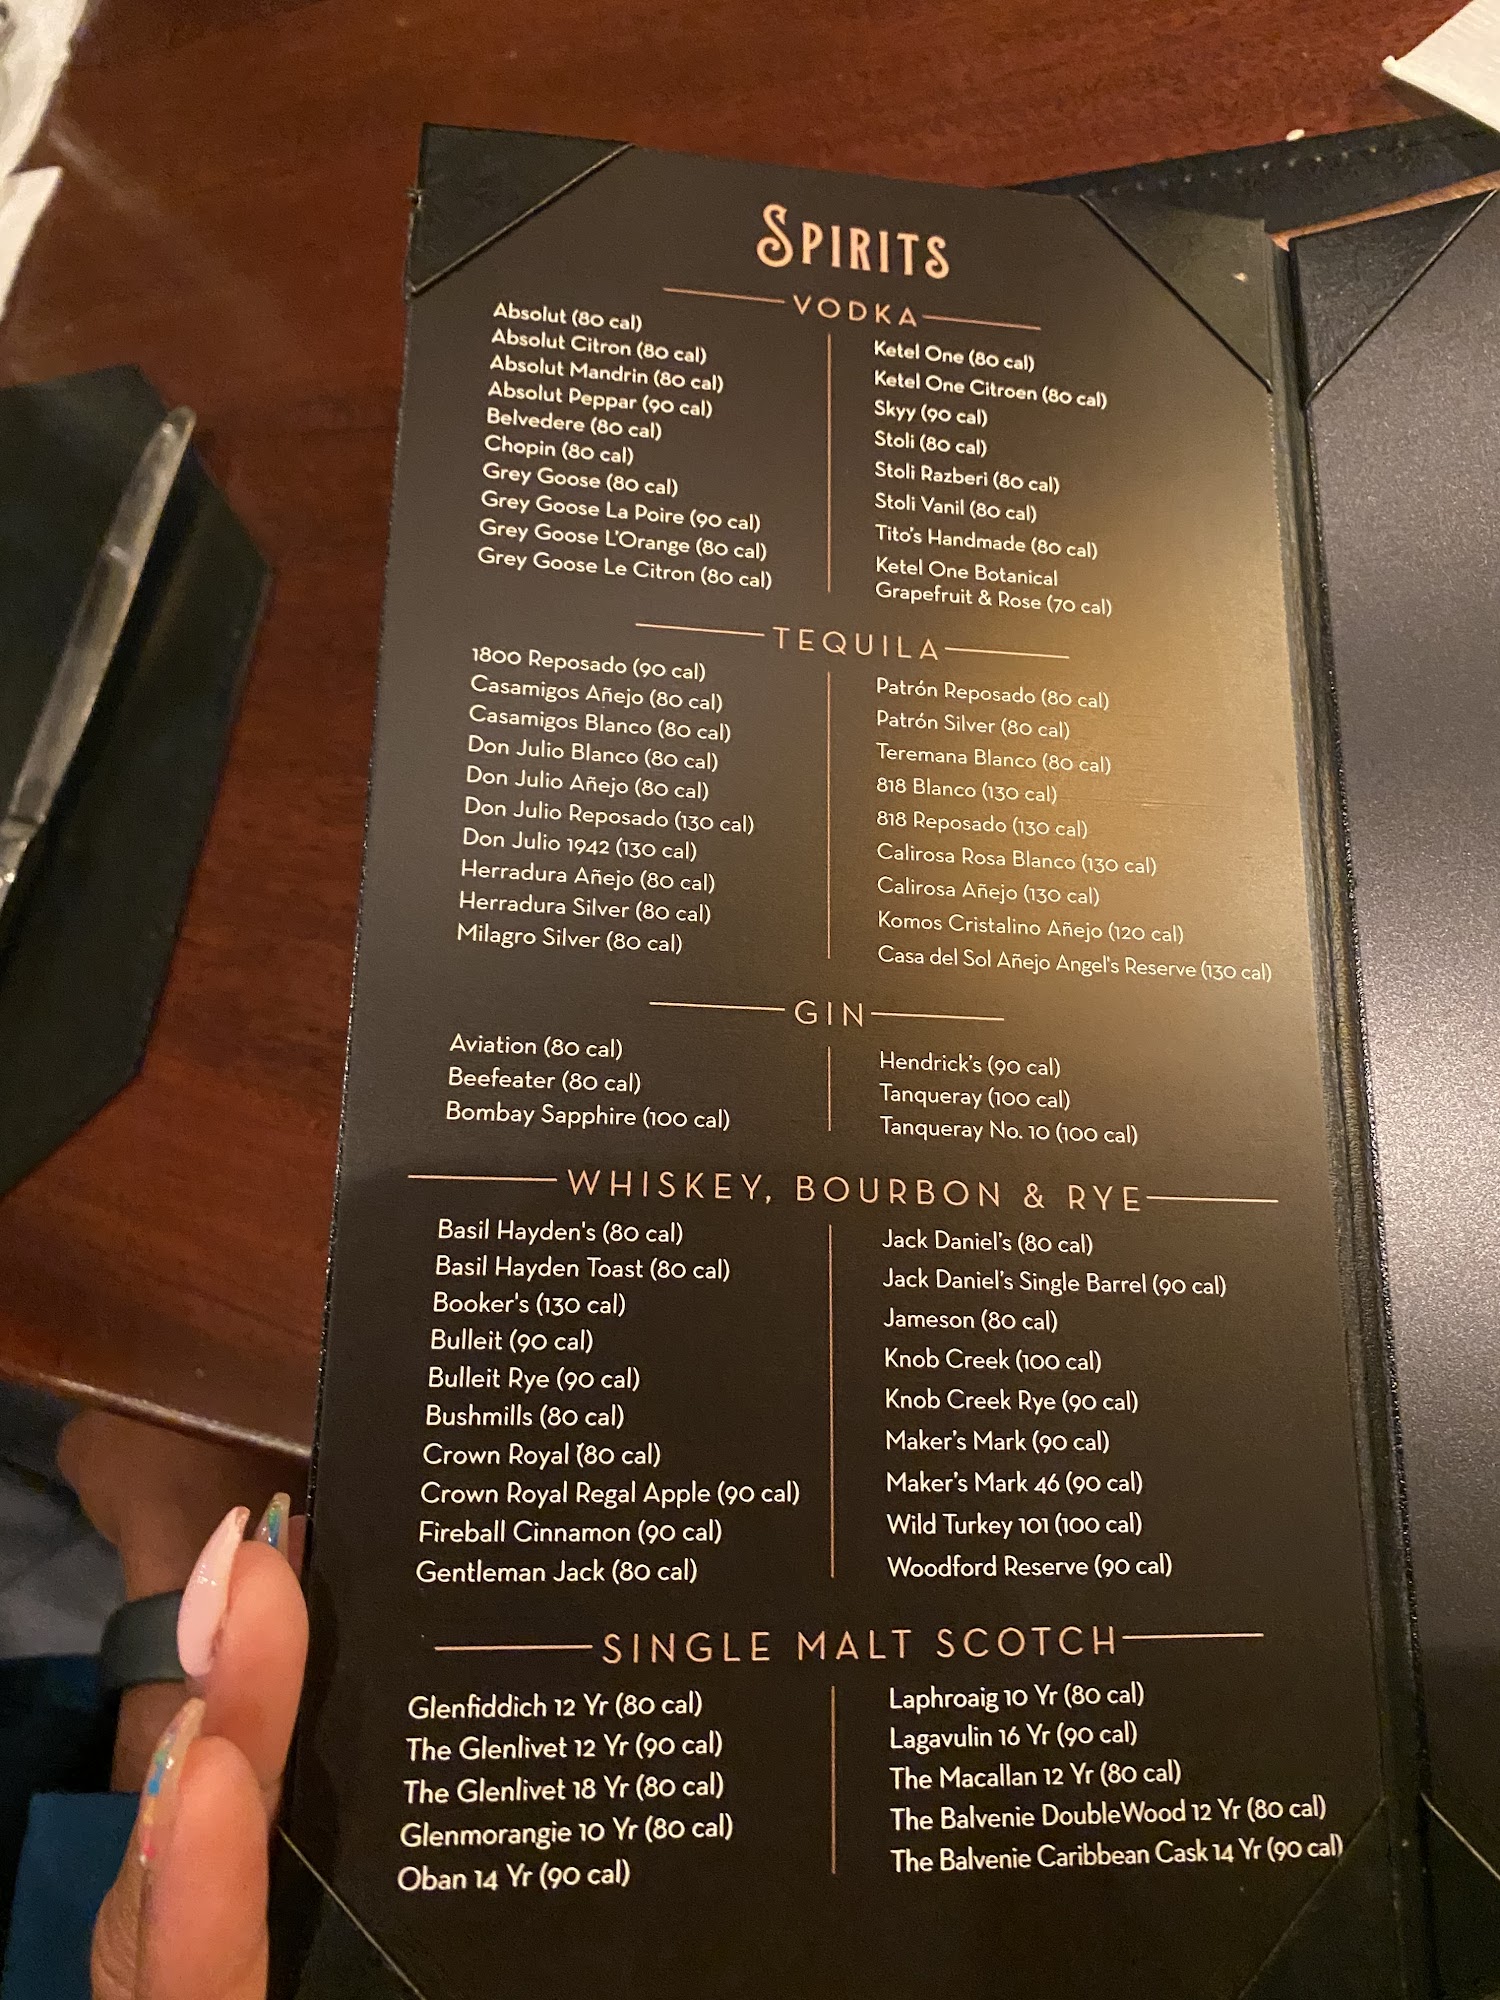 SPIRITS
VODKA
Absolut (80 cal)
Absolut Citron (80 cal)
Absolut Mandrin (80 cal)
Absolut Peppar (90 cal)
Belvedere (80 cal)
Chopin (80 cal)
Grey Goose (80 cal)
Grey Goose La Poire (90 cal)
Grey Goose L'Orange (80 cal)
Grey Goose Le Citron (80 cal)
Ketel One (80 cal)
Ketel One Citroen (80 cal)
Skyy (90 cal)
Stoli (80 cal)
Stoli Razberi (80 cal)
Stoli Vanil (80 cal)
Tito's Handmade (80 cal)
Ketel One Botanical
Grapefruit & Rose (70 cal)
TEQUILA
1800 Reposado (90 cal)
Casamigos Añejo (80 cal)
Casamigos Blanco (80 cal)
Don Julio Blanco (80 cal)
Don Julio Añejo (80 cal)
Don Julio Reposado (130 cal)
Don Julio 1942 (130 cal)
Herradura Añejo (80 cal)
Herradura Silver (80 cal)
Milagro Silver (80 cal)
Patrón Reposado (80 cal)
Patrón Silver (80 cal)
Teremana Blanco (80 cal)
818 Blanco (130 cal)
818 Reposado (130 cal)
Calirosa Rosa Blanco (130 cal)
Calirosa Añejo (130 cal)
Komos Cristalino Añejo (120 cal)
Casa del Sol Añejo Angel's Reserve (130 cal)
GIN
Aviation (80 cal)
Beefeater (80 cal)
Bombay Sapphire (100 cal)
Hendrick's (90 cal)
Tanqueray (100 cal)
Tanqueray No. 10 (100 cal)
WHISKEY, BOURBON & RYE
Basil Hayden's (80 cal)
Basil Hayden Toast (80 cal)
Booker's (130 cal)
Bulleit (90 cal)
Bulleit Rye (90 cal)
Bushmills (80 cal)
Crown Royal (80 cal)
Crown Royal Regal Apple (90 cal)
Fireball Cinnamon (90 cal)
Gentleman Jack (80 cal)
Jack Daniel's (80 cal)
Jack Daniel's Single Barrel (90 cal)
Jameson (80 cal)
Knob Creek (100 cal)
Knob Creek Rye (90 cal)
Maker's Mark (90 cal)
Maker's Mark 46 (90 cal)
Wild Turkey 101 (100 cal)
Woodford Reserve (90 cal)
SINGLE MALT SCOTCH
Glenfiddich 12 Yr (80 cal)
The Glenlivet 12 Yr (90 cal)
The Glenlivet 18 Yr (80 cal)
Glenmorangie 10 Yr (80 cal)
Oban 14 Yr (90 cal)
Laphroaig 10 Yr (80 cal)
Lagavulin 16 Yr (90 cal)
The Macallan 12 Yr (80 cal)
The Balvenie DoubleWood 12 Yr (80 cal)
The Balvenie Caribbean Cask 14 Yr (90 cal)